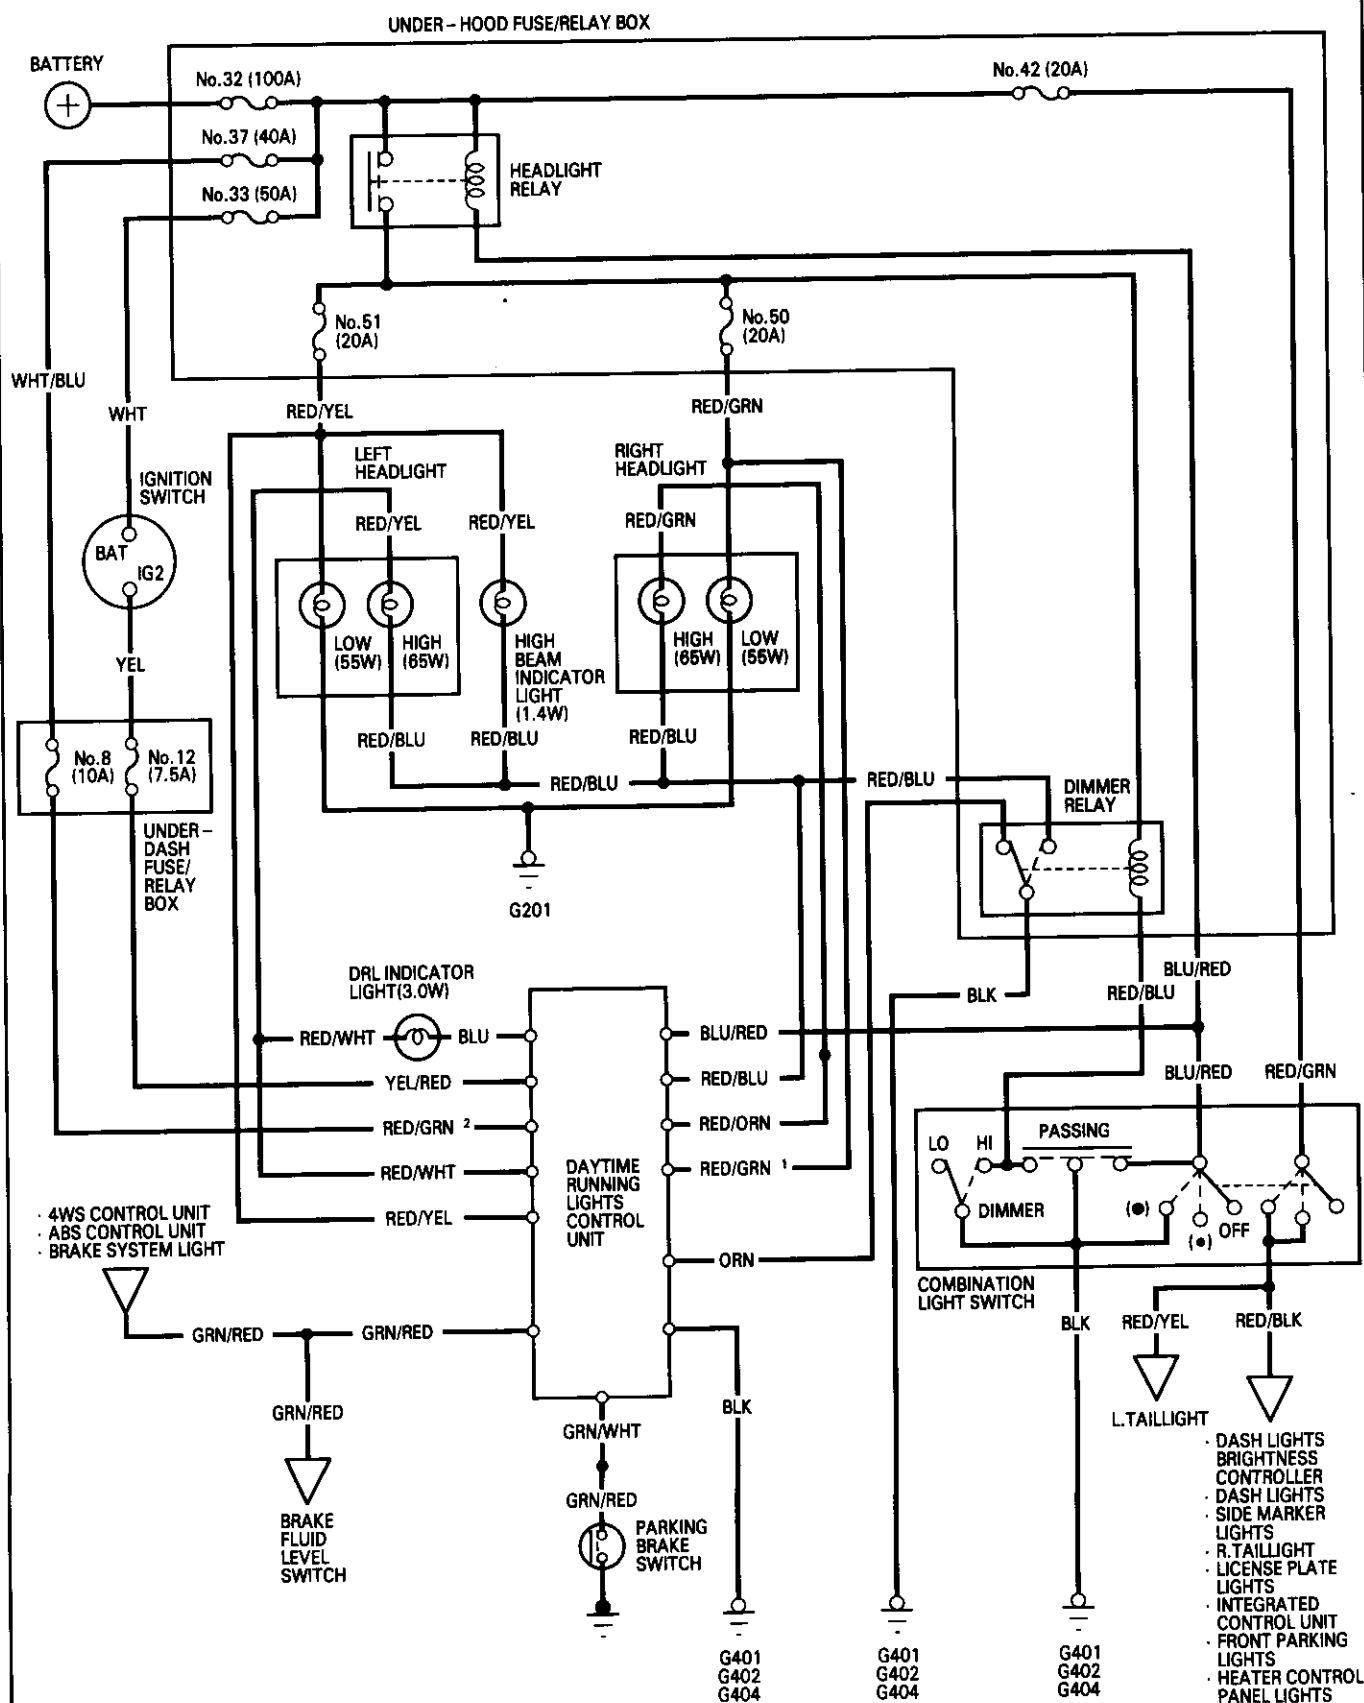 UNDER-HOOD FUSE/RELAY BOX
BATTERY
+
No.32 (100A)
No.42 (20A)
No.37 (40A)
No.33 (50A)
HEADLIGHT
RELAY
No.51
(20A)
No.50
(20A)
WHT/BLU
WHT
RED/YEL
RED/GRN
IGNITION
SWITCH
BAT
IG2
LEFT
HEADLIGHT
RIGHT
HEADLIGHT
RED/YEL
RED/YEL
RED/GRN
LOW
(55W)
HIGH
(65W)
HIGH
BEAM
INDICATOR
LIGHT
(1.4W)
HIGH
(65W)
LOW
(55W)
YEL
RED/BLU
RED/BLU
RED/BLU
RED/BLU
RED/BLU
No.8
(10A)
No.12
(7.5A)
UNDER-
DASH
FUSE/
RELAY
BOX
DIMMER
RELAY
G201
DRL INDICATOR
LIGHT(3.0W)
BLK
BLU/RED
RED/BLU
RED/WHT
BLU
BLU/RED
YEL/RED
RED/BLU
BLU/RED
RED/GRN
RED/GRN 2
RED/ORN
RED/WHT
RED/GRN 1
RED/YEL
DAYTIME
RUNNING
LIGHTS
CONTROL
UNIT
ORN
LO
HI
PASSING
DIMMER
(●)
(●)
OFF
COMBINATION
LIGHT SWITCH
· 4WS CONTROL UNIT
· ABS CONTROL UNIT
· BRAKE SYSTEM LIGHT
GRN/RED
GRN/RED
GRN/RED
BRAKE
FLUID
LEVEL
SWITCH
GRN/WHT
GRN/RED
PARKING
BRAKE
SWITCH
BLK
BLK
RED/YEL
RED/BLK
L.TAILLIGHT
· DASH LIGHTS
BRIGHTNESS
CONTROLLER
· DASH LIGHTS
· SIDE MARKER
LIGHTS
· R.TAILLIGHT
· LICENSE PLATE
LIGHTS
· INTEGRATED
CONTROL UNIT
· FRONT PARKING
LIGHTS
· HEATER CONTROL
PANEL LIGHTS
G401
G402
G404
G401
G402
G404
G401
G402
G404